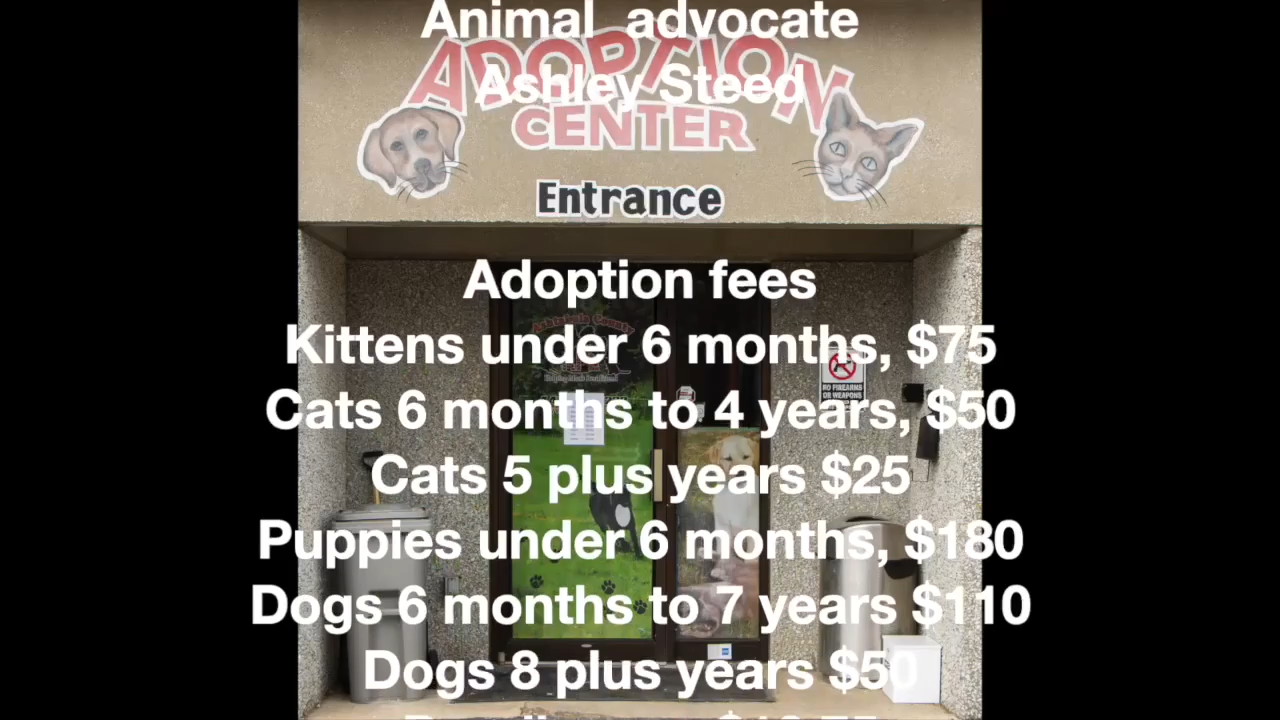 Animal advocate
Ashley Steed
ADOPTION
CENTER
Entrance
Adoption fees
Kittens under 6 months, $75
Cats 6 months to 4 years, $50
Cats 5 plus years $25
Puppies under 6 months, $180
Dogs 6 months to 7 years $110
Dogs 8 plus years $50
Ashtabula County
NO FIREARMS
OR WEAPONS